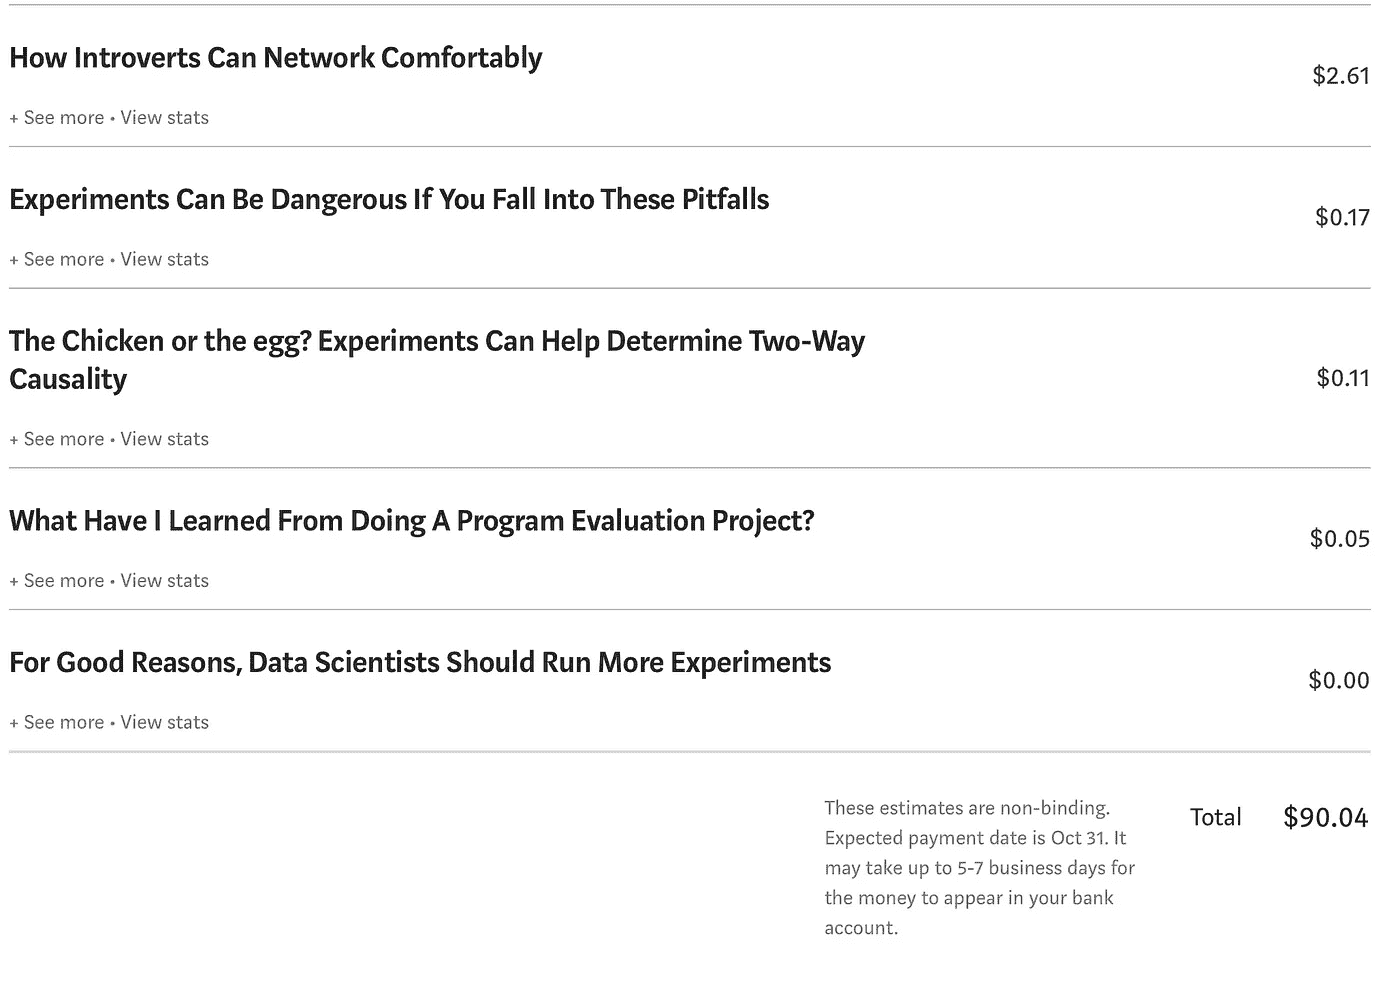 How Introverts Can Network Comfortably
$2.61
+ See more • View stats
Experiments Can Be Dangerous If You Fall Into These Pitfalls
$0.17
+ See more • View stats
The Chicken or the egg? Experiments Can Help Determine Two-Way
Causality
$0.11
+ See more • View stats
What Have I Learned From Doing A Program Evaluation Project?
$0.05
+ See more • View stats
For Good Reasons, Data Scientists Should Run More Experiments
$0.00
+ See more • View stats
These estimates are non-binding.
Expected payment date is Oct 31. It
may take up to 5-7 business days for
the money to appear in your bank
account.
Total $90.04